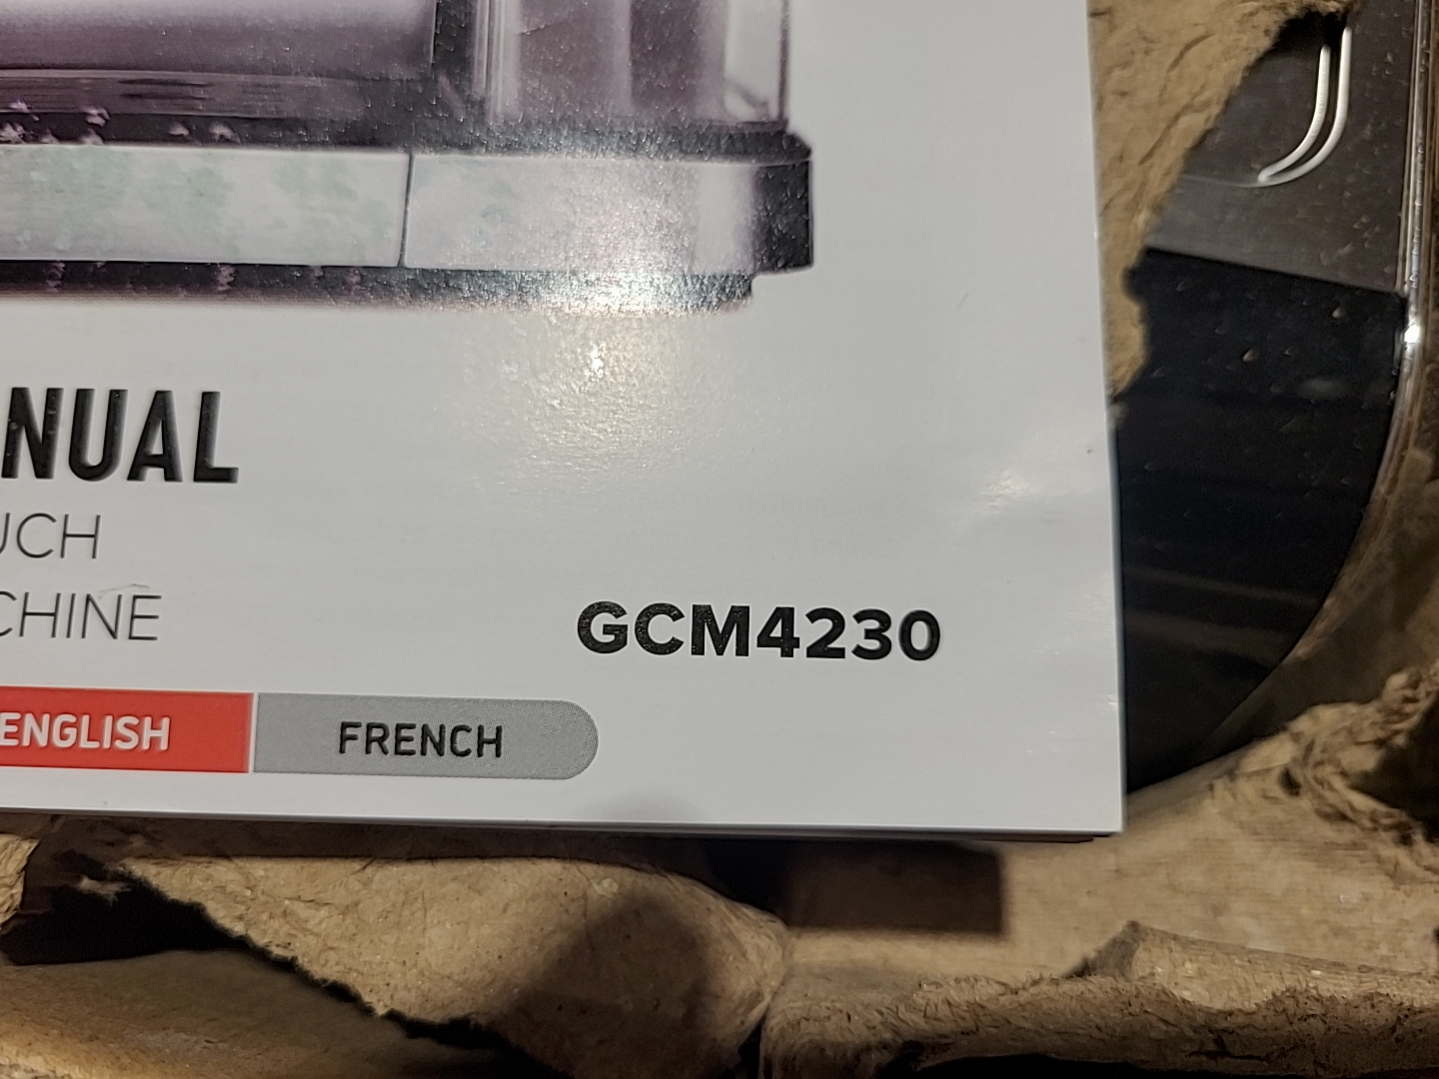 NUAL
UCH
CHINE
GCM4230
ENGLISH
FRENCH